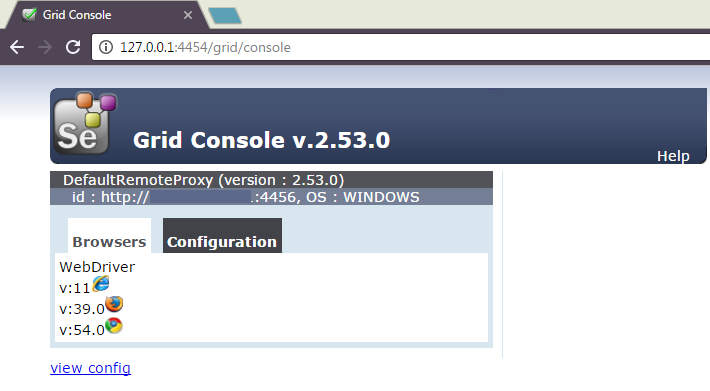 Grid Console
127.0.0.1:4454/grid/console
Se
Grid Console v.2.53.0
Help
DefaultRemoteProxy (version : 2.53.0)
id : http:// :4456, OS : WINDOWS
Browsers Configuration
WebDriver
v:11
v:39.0
v:54.0
view config